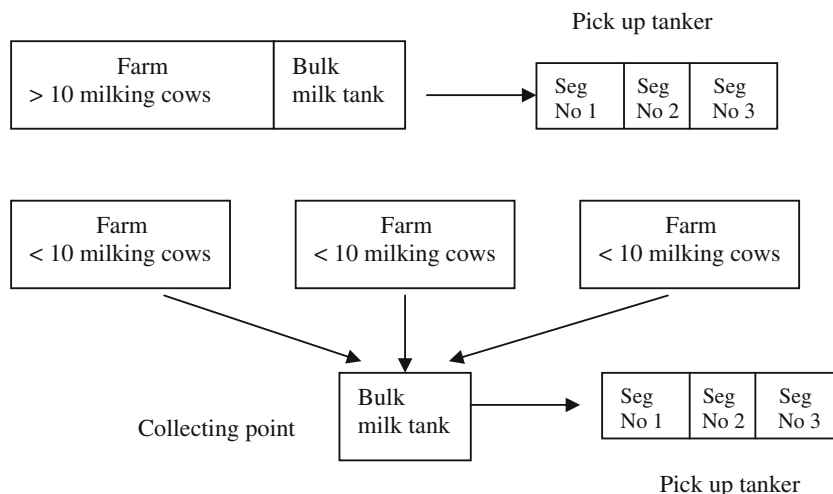 Pick up tanker
Farm
> 10 milking cows
Bulk
milk tank
Seg
No 1
Seg
No 2
Seg
No 3
Farm
< 10 milking cows
Farm
< 10 milking cows
Farm
< 10 milking cows
Bulk
milk tank
Collecting point
Seg
No 1
Seg
No 2
Seg
No 3
Pick up tanker